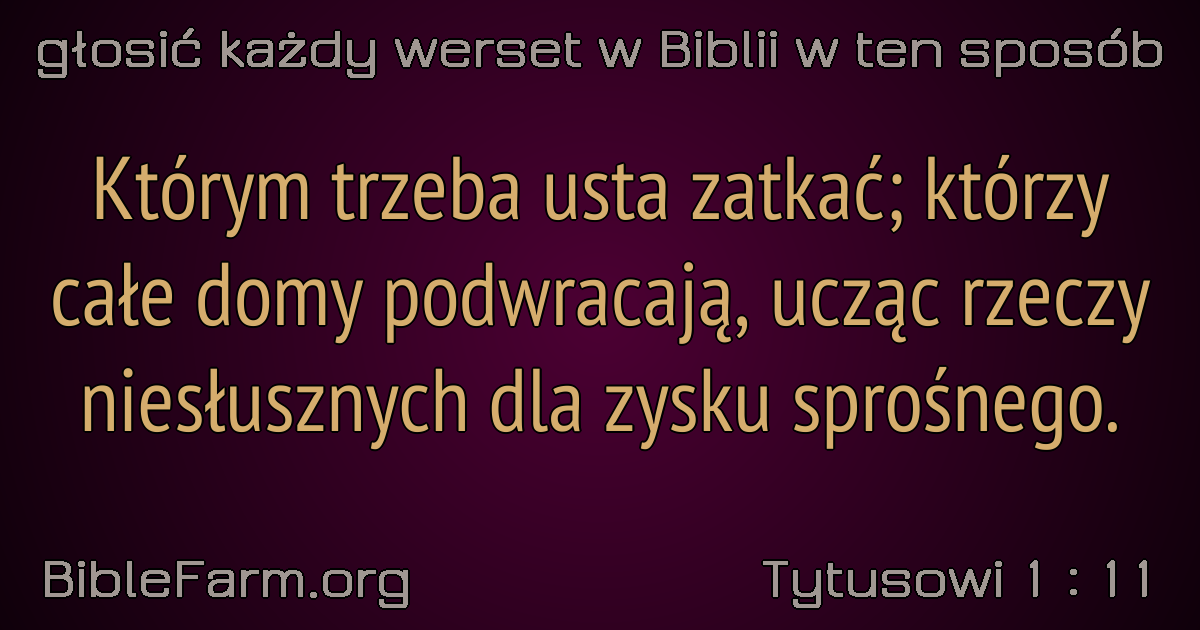 głosić każdy werset w Biblii w ten sposób
Którym trzeba usta zatkać; którzy
całe domy podwracają, ucząc rzeczy
niesłusznych dla zysku sprośnego.
BibleFarm.org
Tytusowi 1 : 11